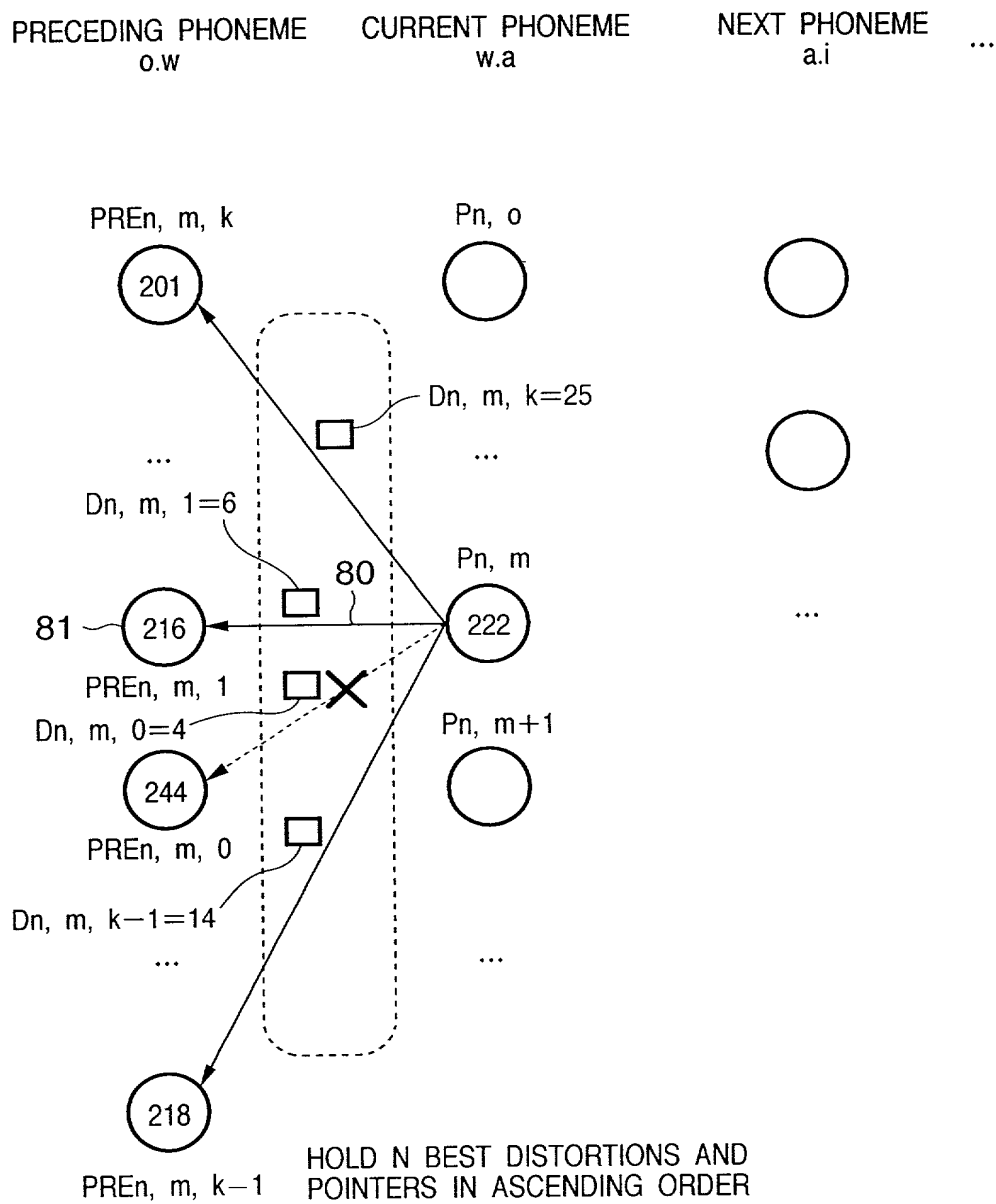 PRECEDING PHONEME
o.w
CURRENT PHONEME
w.a
NEXT PHONEME
a.i
...
PREn, m, k
201
Pn, o
Dn, m, k=25
...
...
Dn, m, 1=6
80
Pn, m
81
216
222
...
PREn, m, 1
Dn, m, 0=4
Pn, m+1
244
PREn, m, 0
Dn, m, k-1=14
...
...
218
PREn, m, k-1
HOLD N BEST DISTORTIONS AND
POINTERS IN ASCENDING ORDER